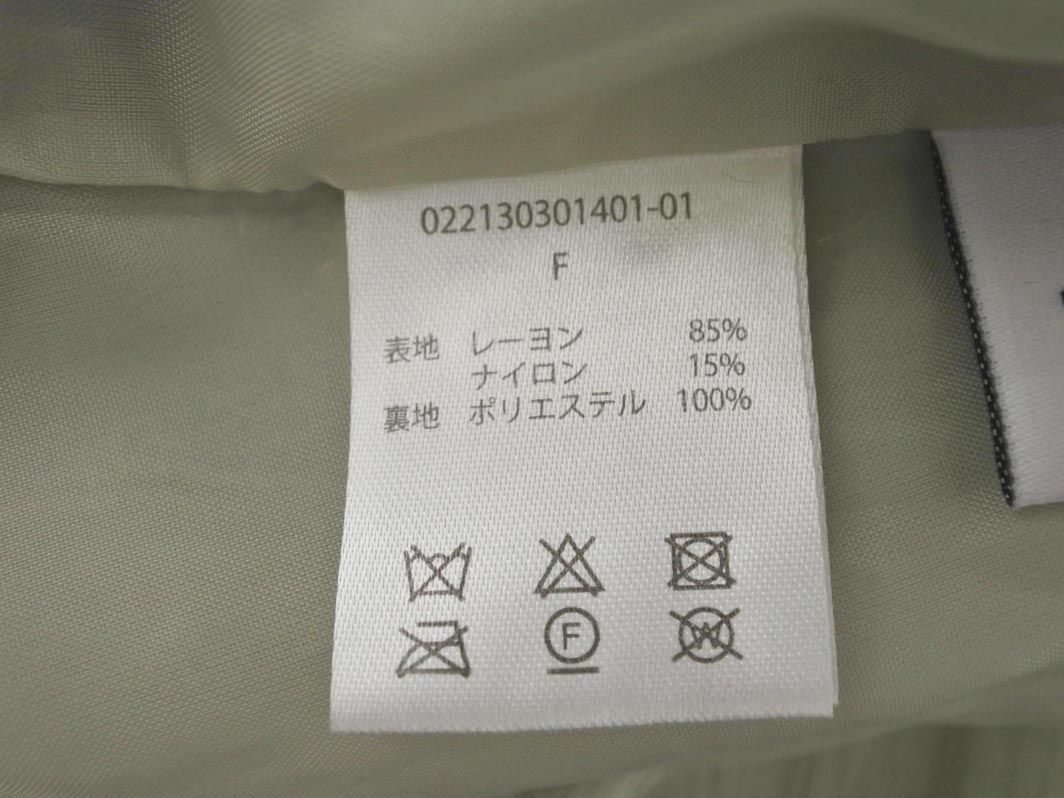 022130301401-01
F
表地 レーヨン 85%
ナイロン 15%
裏地 ポリエステル 100%
F
W